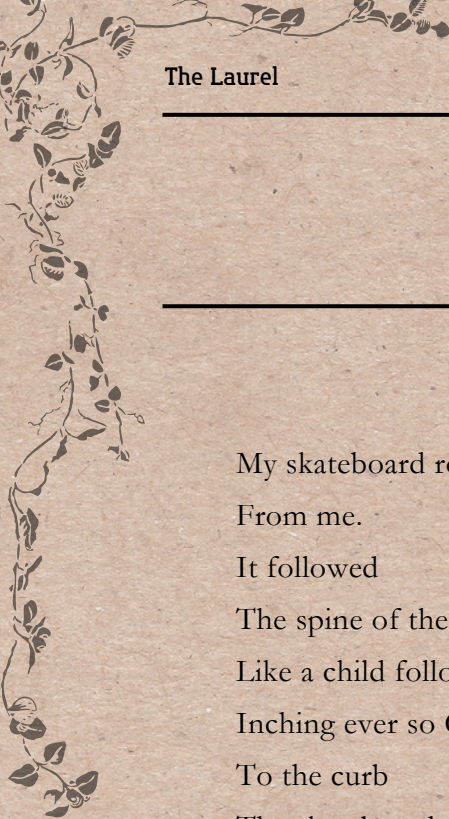 The Laurel
My skateboard
From me.
It followed
The spine of the
Like a child
Inching ever so
To the curb